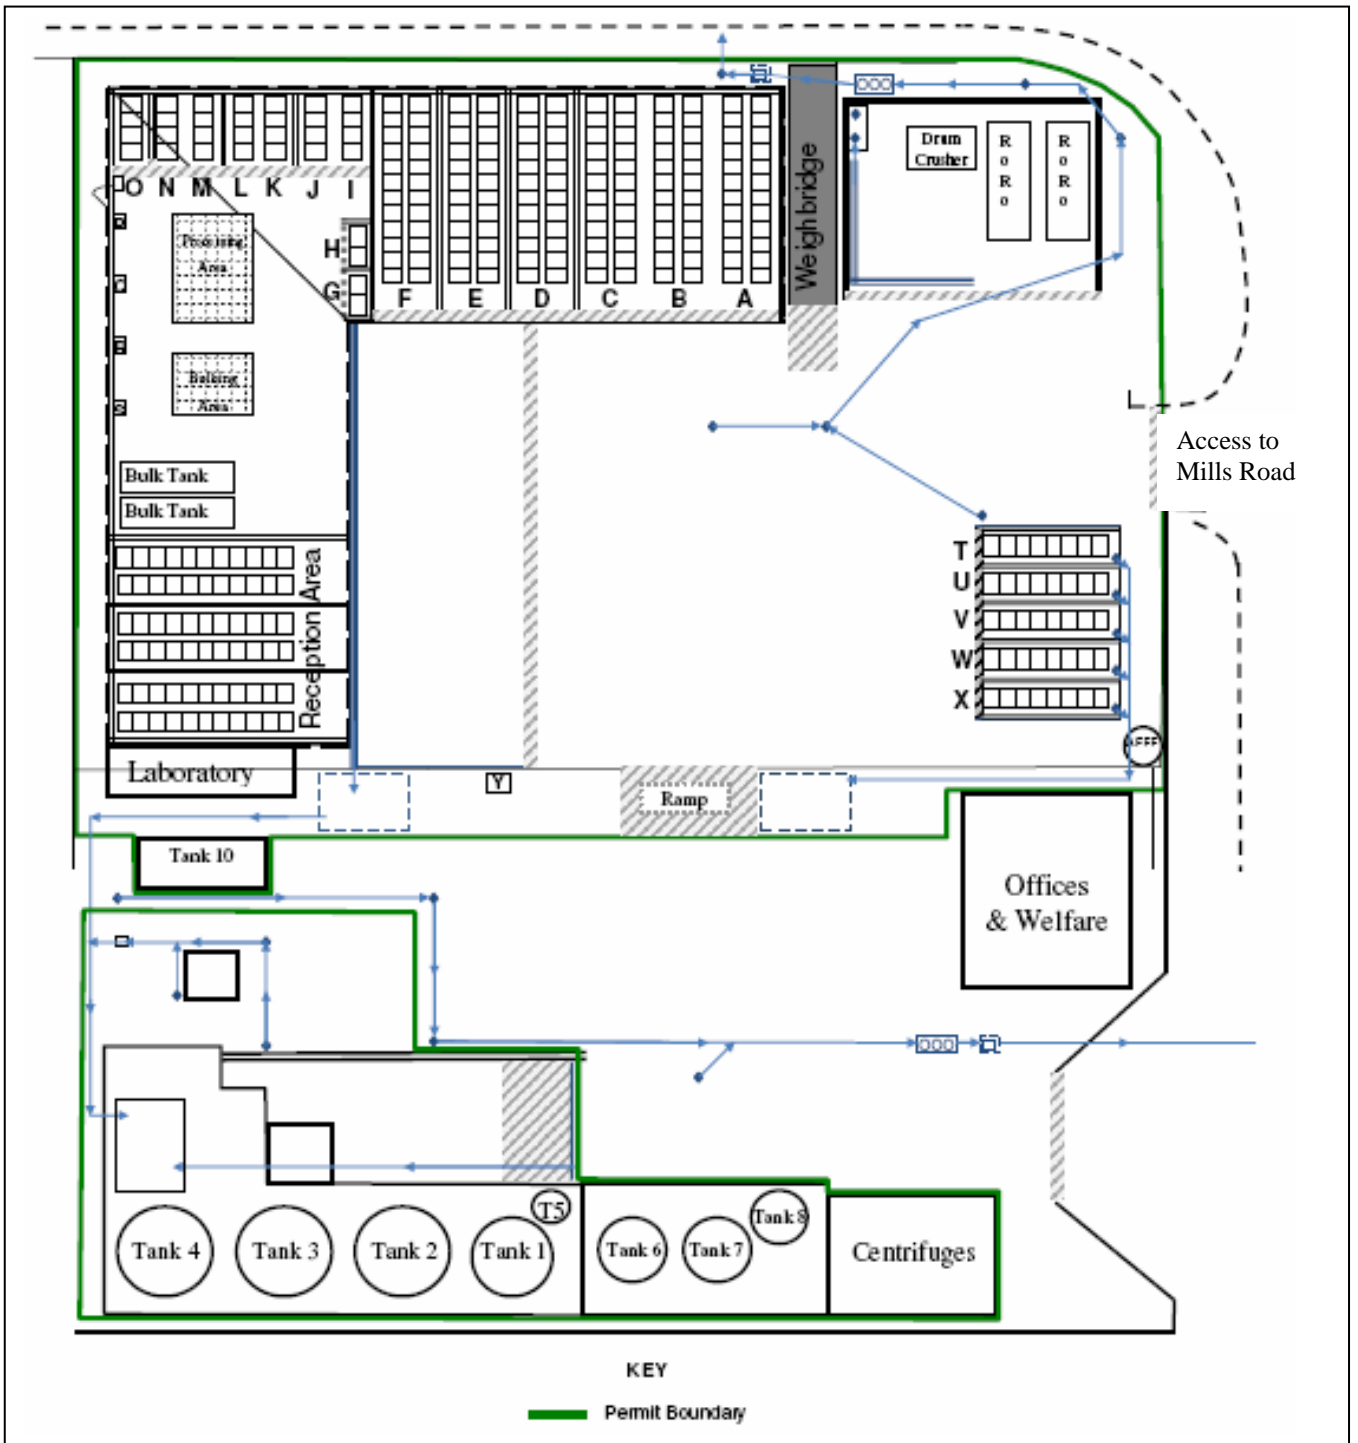 Weighbridge
Drum
Crusher
R
o
R
o
R
o
R
o
O N M L K J I
H
G
F E D C B A
Processing
Area
Bulking
Area
Access to
Mills Road
Bulk Tank
Bulk Tank
Reception Area
T
U
V
W
X
AFFF
Laboratory
Y
Ramp
Tank 10
Offices
& Welfare
T5
Tank 4
Tank 3
Tank 2
Tank 1
Tank 6
Tank 7
Tank 8
Centrifuges
KEY
Permit Boundary